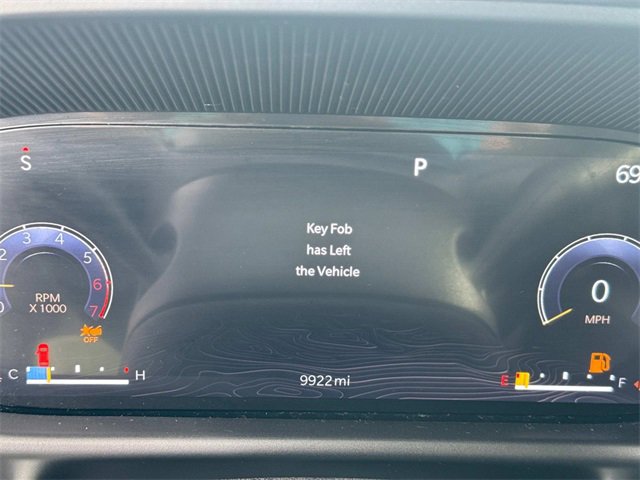 S
P
69
Key Fob
has Left
the Vehicle
0 2 3 4 5 6 7
RPM
X 1000
0
MPH
OFF
C H
E F
9922 mi